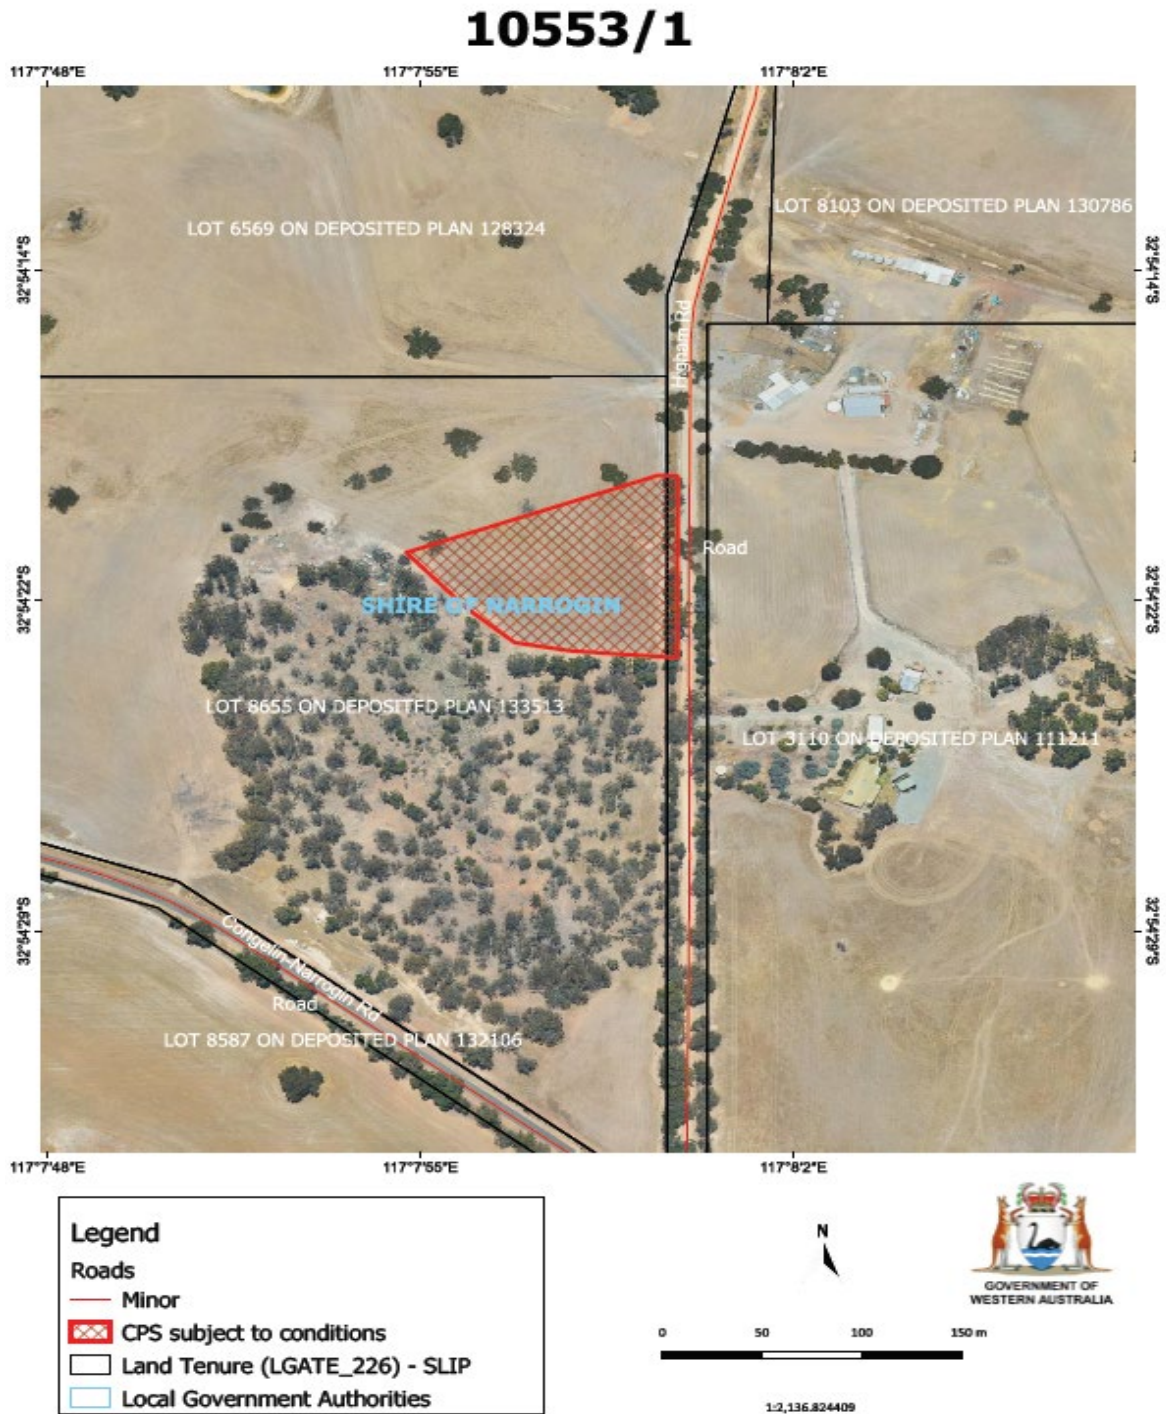 10553/1
117°7'48"E 117°7'55"E 117°8'2"E
LOT 8103 ON DEPOSITED PLAN 130786
LOT 6569 ON DEPOSITED PLAN 128324
32°54'14"S 32°54'14"S
Higham Rd
Road
32°54'22"S 32°54'22"S
SHIRE OF NARROGIN
LOT 8655 ON DEPOSITED PLAN 133513
LOT 3110 ON DEPOSITED PLAN 111211
32°54'29"S 32°54'29"S
Congelin-Narrogin Rd
Road
LOT 8587 ON DEPOSITED PLAN 132106
117°7'48"E 117°7'55"E 117°8'2"E
Legend
Roads
Minor
CPS subject to conditions
Land Tenure (LGATE_226) - SLIP
Local Government Authorities
N
GOVERNMENT OF
WESTERN AUSTRALIA
0 50 100 150 m
1:2,136.824409